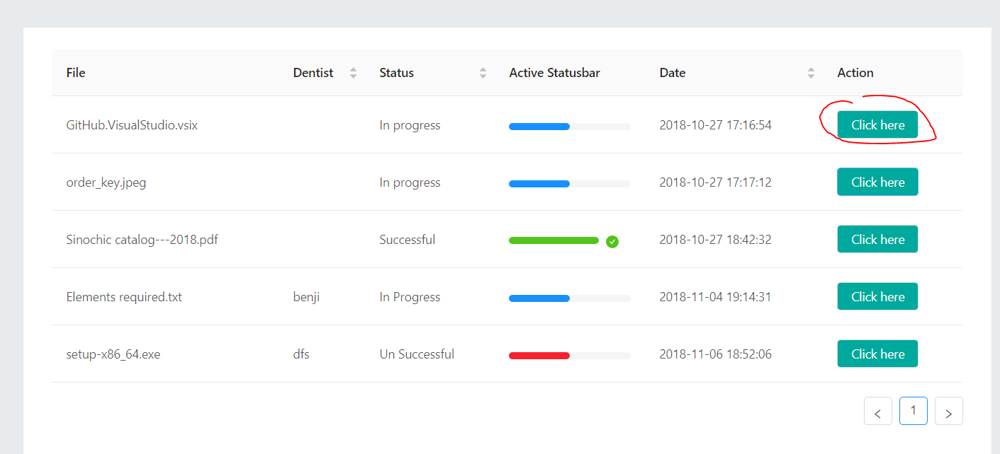 File Dentist Status Active Statusbar Date Action
GitHub.VisualStudio.vsix In progress 2018-10-27 17:16:54 Click here
order_key.jpeg In progress 2018-10-27 17:17:12 Click here
Sinochic catalog---2018.pdf Successful 2018-10-27 18:42:32 Click here
Elements required.txt benji In Progress 2018-11-04 19:14:31 Click here
setup-x86_64.exe dfs Un Successful 2018-11-06 18:52:06 Click here
< 1 >